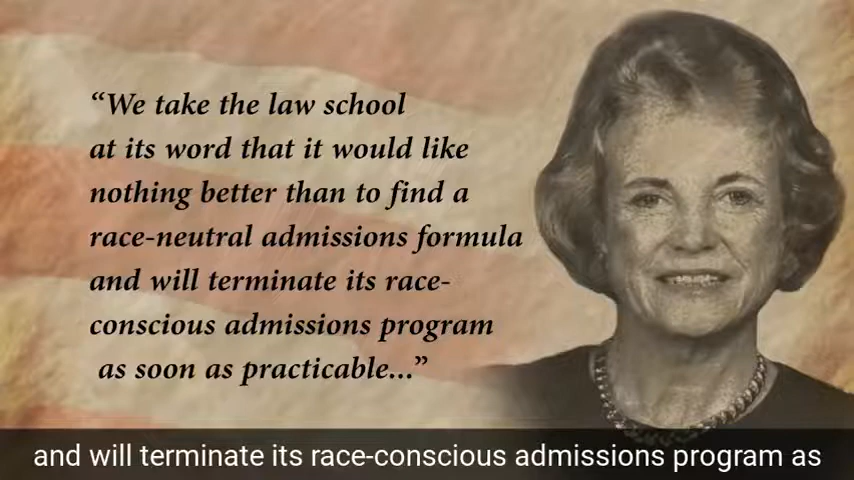 “We take the law school
at its word that it would like
nothing better than to find a
race-neutral admissions formula
and will terminate its race-
conscious admissions program
as soon as practicable...”
and will terminate its race-conscious admissions program as